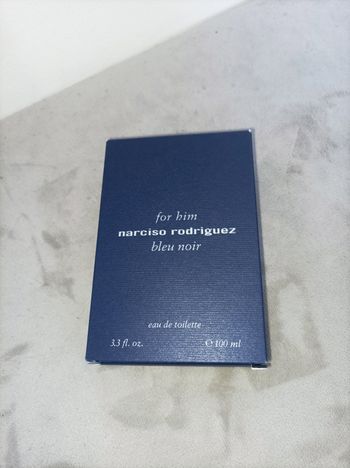 for him
narciso rodriguez
bleu noir
eau de toilette
3.3 fl. oz. ℮ 100 ml